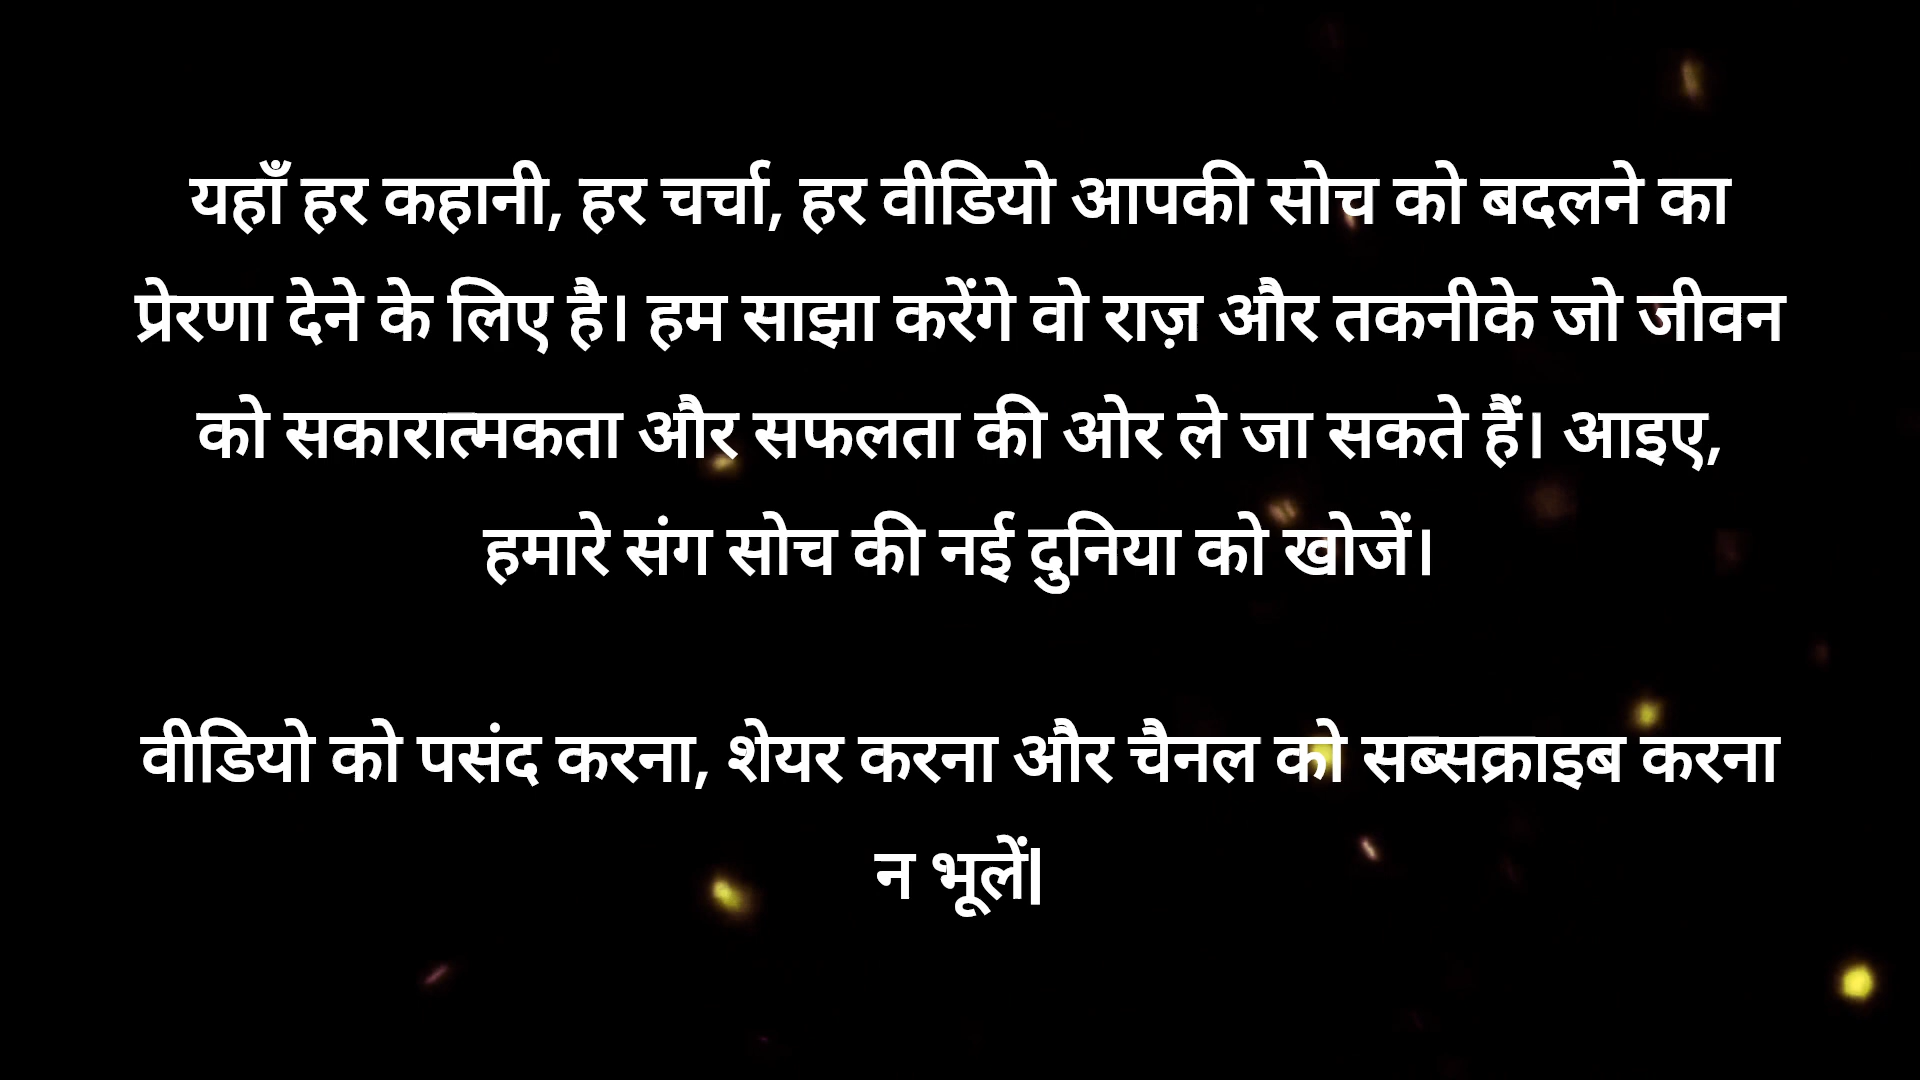 यहाँ हर कहानी, हर चर्चा, हर वीडियो आपकी सोच को बदलने का
प्रेरणा देने के लिए है। हम साझा करेंगे वो राज़ और तकनीके जो जीवन
को सकारात्मकता और सफलता की ओर ले जा सकते हैं। आइए,
हमारे संग सोच की नई दुनिया को खोजें।
वीडियो को पसंद करना, शेयर करना और चैनल को सब्सक्राइब करना
न भूलें|